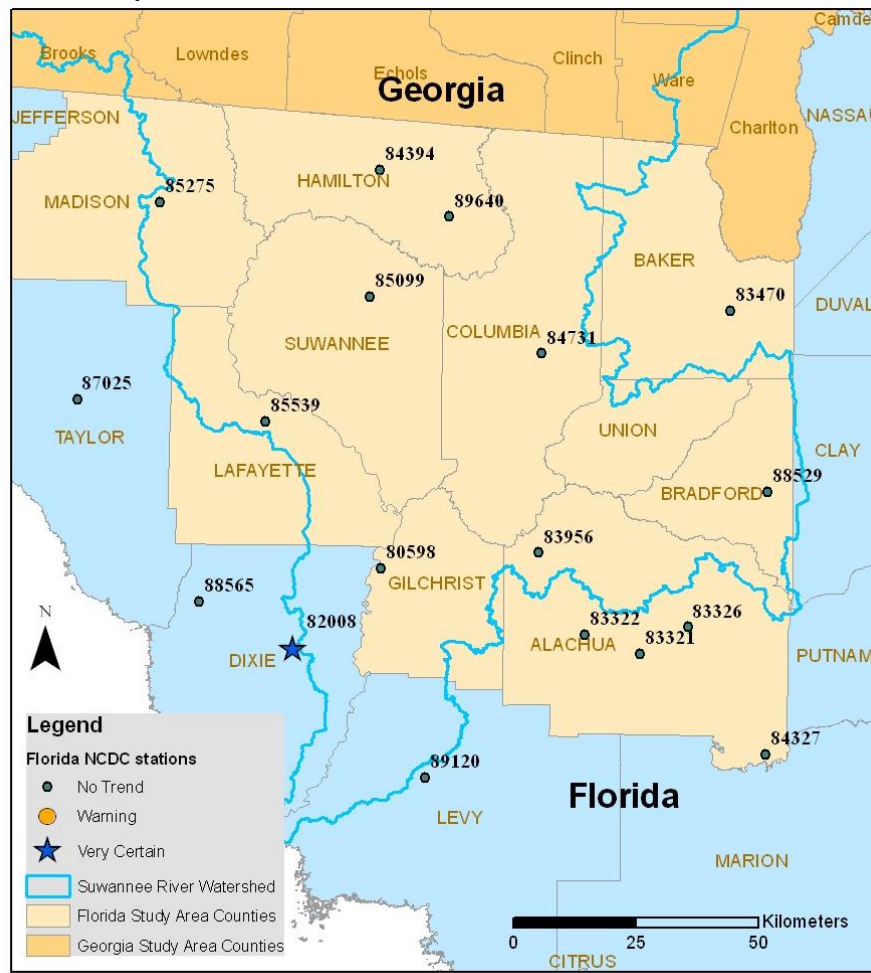 Camde
Brooks
Lowndes
Echols
Clinch
Ware
Georgia
Charlton
JEFFERSON
NASSAU
84394
HAMILTON
85275
MADISON
89640
BAKER
85099
83470
DUVAL
84731
COLUMBIA
SUWANNEE
87025
85539
TAYLOR
UNION
CLAY
LAFAYETTE
88529
BRADFORD
83956
80598
GILCHRIST
88565
N
82008
83322
83326
ALACHUA
83321
PUTNAM
DIXIE
Legend
Florida NCDC stations
No Trend
Warning
Very Certain
Suwannee River Watershed
Florida Study Area Counties
Georgia Study Area Counties
84327
89120
Florida
LEVY
MARION
Kilometers
0 25 50
CITRUS